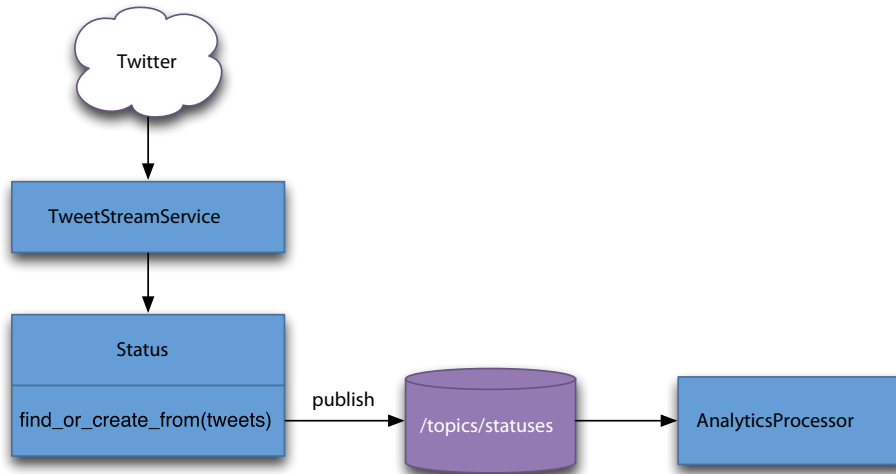 Twitter
TweetStreamService
Status
find_or_create_from(tweets)
publish
/topics/statuses
AnalyticsProcessor